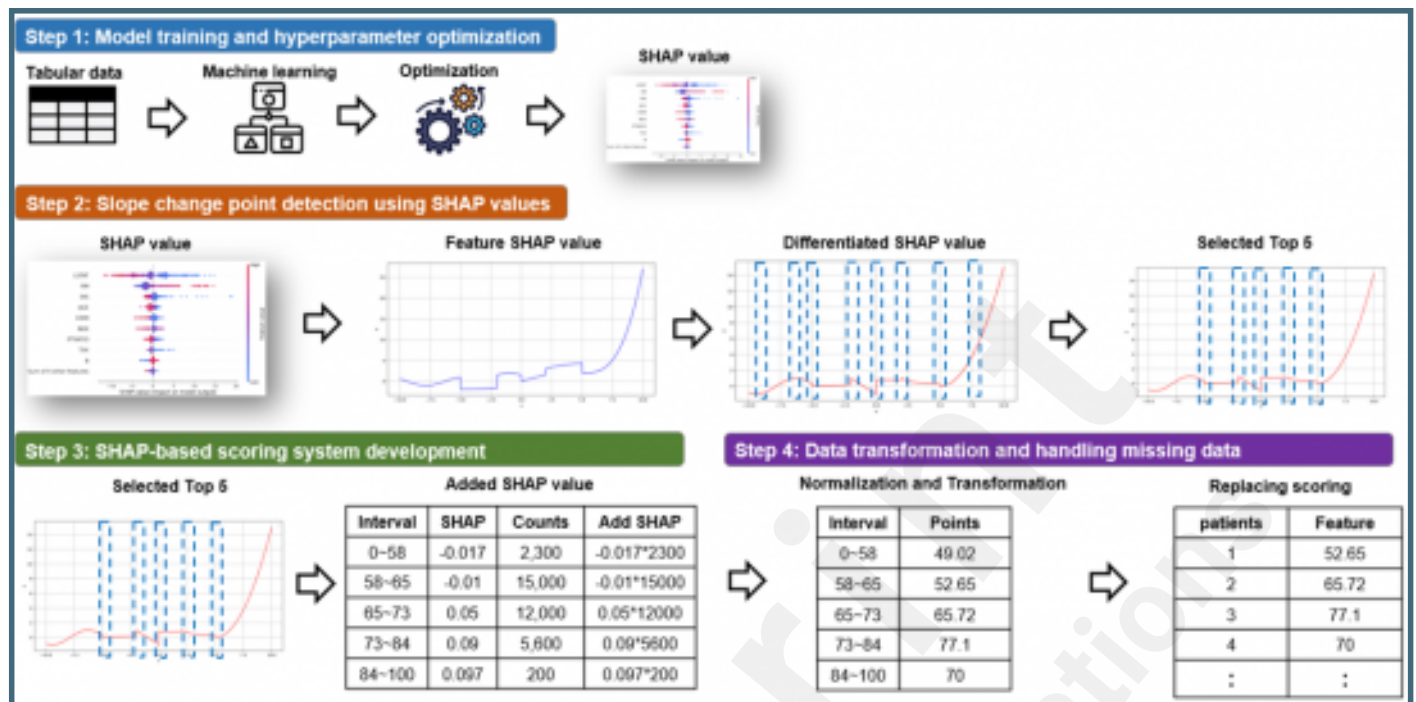 Step 1: Model training and hyperparameter optimization
Tabular data
Machine learning
Optimization
SHAP value
Step 2: Slope change point detection using SHAP values
SHAP value
Feature SHAP value
Differentiated SHAP value
Selected Top 5
Step 3: SHAP-based scoring system development
Step 4: Data transformation and handling missing data
Selected Top 5
Added SHAP value
Normalization and Transformation
Replacing scoring
Interval SHAP Counts Add SHAP
0~58 -0.017 2,300 -0.017*2300
58~65 -0.01 15,000 -0.01*15000
65~73 0.05 12,000 0.05*12000
73~84 0.09 5,600 0.09*5600
84~100 0.097 200 0.097*200
Interval Points
0~58 49.02
58~65 52.65
65~73 65.72
73~84 77.1
84~100 70
patients Feature
1 52.65
2 65.72
3 77.1
4 70
: :
rint
tions